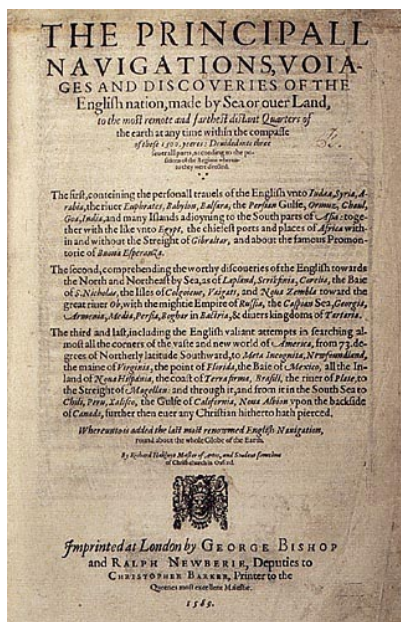 THE PRINCIPALL
NAVIGATIONS, VOIA-
GES AND DISCOVERIES OF THE
Engliſh nation, made by Sea or ouer Land,
to the moſt remote and fartheſt diſtant Quarters of
the earth at any time within the compaſſe
of theſe 1500. yeeres: Deuided into three
ſeuerall parts, according to the po-
ſitions of the Regions wherun-
to they were directed.
The firſt, conteining the perſonall trauels of the Engliſh vnto Iudæa, Syria, A-
rabia, the riuer Euphrates, Babylon, Balſara, the Perſian Gulfe, Ormuz, Chaul,
Goa, India, and many Iſlands adioyning to the South parts of Aſia: toge-
ther with the like vnto Egypt, the chiefeſt ports and places of Africa with-
in and without the Streight of Gibraltar, and about the famous Promon-
torie of Buona Eſperanza.
The ſecond, comprehending the worthy diſcoueries of the Engliſh towards
the North and Northeaſt by Sea, as of Lapland, Scrikfinia, Corelia, the Baie
of S. Nicholas, the Iſles of Colgoieue, Vaigats, and Noua Zembla toward the
great riuer Ob, with the mightie Empire of Ruſſia, the Caſpian Sea, Georgia,
Armenia, Media, Perſia, Boghar in Bactria, & diuers kingdoms of Tartaria.
The third and laſt, including the Engliſh valiant attempts in ſearching al-
moſt all the corners of the vaſte and new world of America, from 73. de-
grees of Northerly latitude Southward, to Meta Incognita, Newfoundland,
the maine of Virginia, the point of Florida, the Baie of Mexico, all the In-
land of Noua Hiſpania, the coaſt of Terra firma, Braſill, the riuer of Plate, to
the Streight of Magellan: and through it, and from it in the South Sea to
Chili, Peru, Xaliſco, the Gulfe of California, Noua Albion vpon the backſide
of Canada, further then euer any Chriſtian hitherto hath pierced.
Whereunto is added the laſt moſt renowmed Engliſh Nauigation,
round about the whole Globe of the Earth.
By Richard Hakluyt Maſter of Artes, and Student ſometime
of Chriſt-church in Oxford.
Imprinted at London by GEORGE BISHOP
and RALPH NEWBERIE, Deputies to
CHRISTOPHER BARKER, Printer to the
Queenes moſt excellent Maieſtie.
1589.